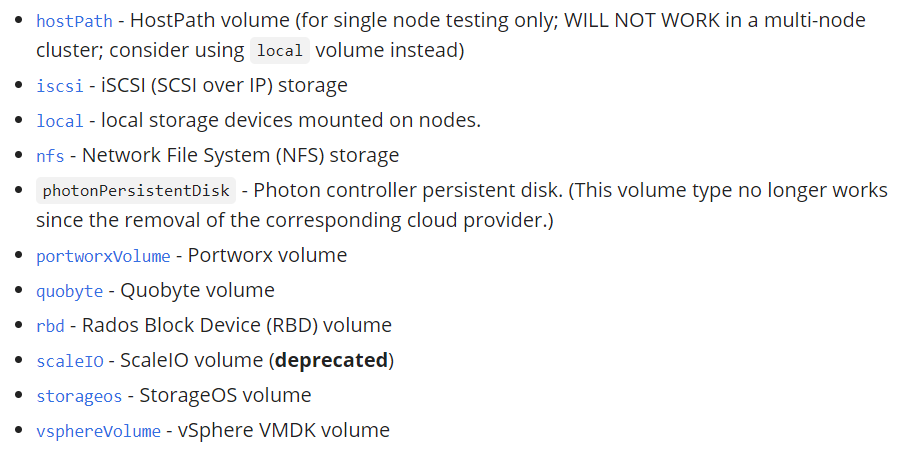 hostPath - HostPath volume (for single node testing only; WILL NOT WORK in a multi-node
cluster; consider using local volume instead)
iscsi - iSCSI (SCSI over IP) storage
local - local storage devices mounted on nodes.
nfs - Network File System (NFS) storage
photonPersistentDisk - Photon controller persistent disk. (This volume type no longer works
since the removal of the corresponding cloud provider.)
portworxVolume - Portworx volume
quobyte - Quobyte volume
rbd - Rados Block Device (RBD) volume
scaleIO - ScaleIO volume (deprecated)
storageos - StorageOS volume
vsphereVolume - vSphere VMDK volume